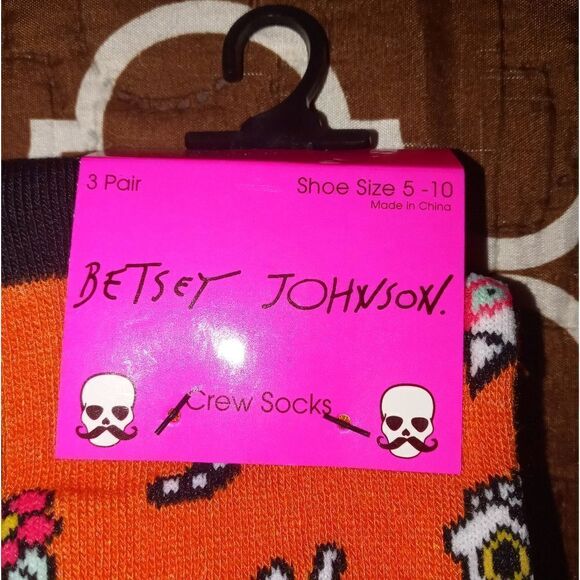 3 Pair
Shoe Size 5 -10
Made in China
BETSEY JOHNSON.
Crew Socks